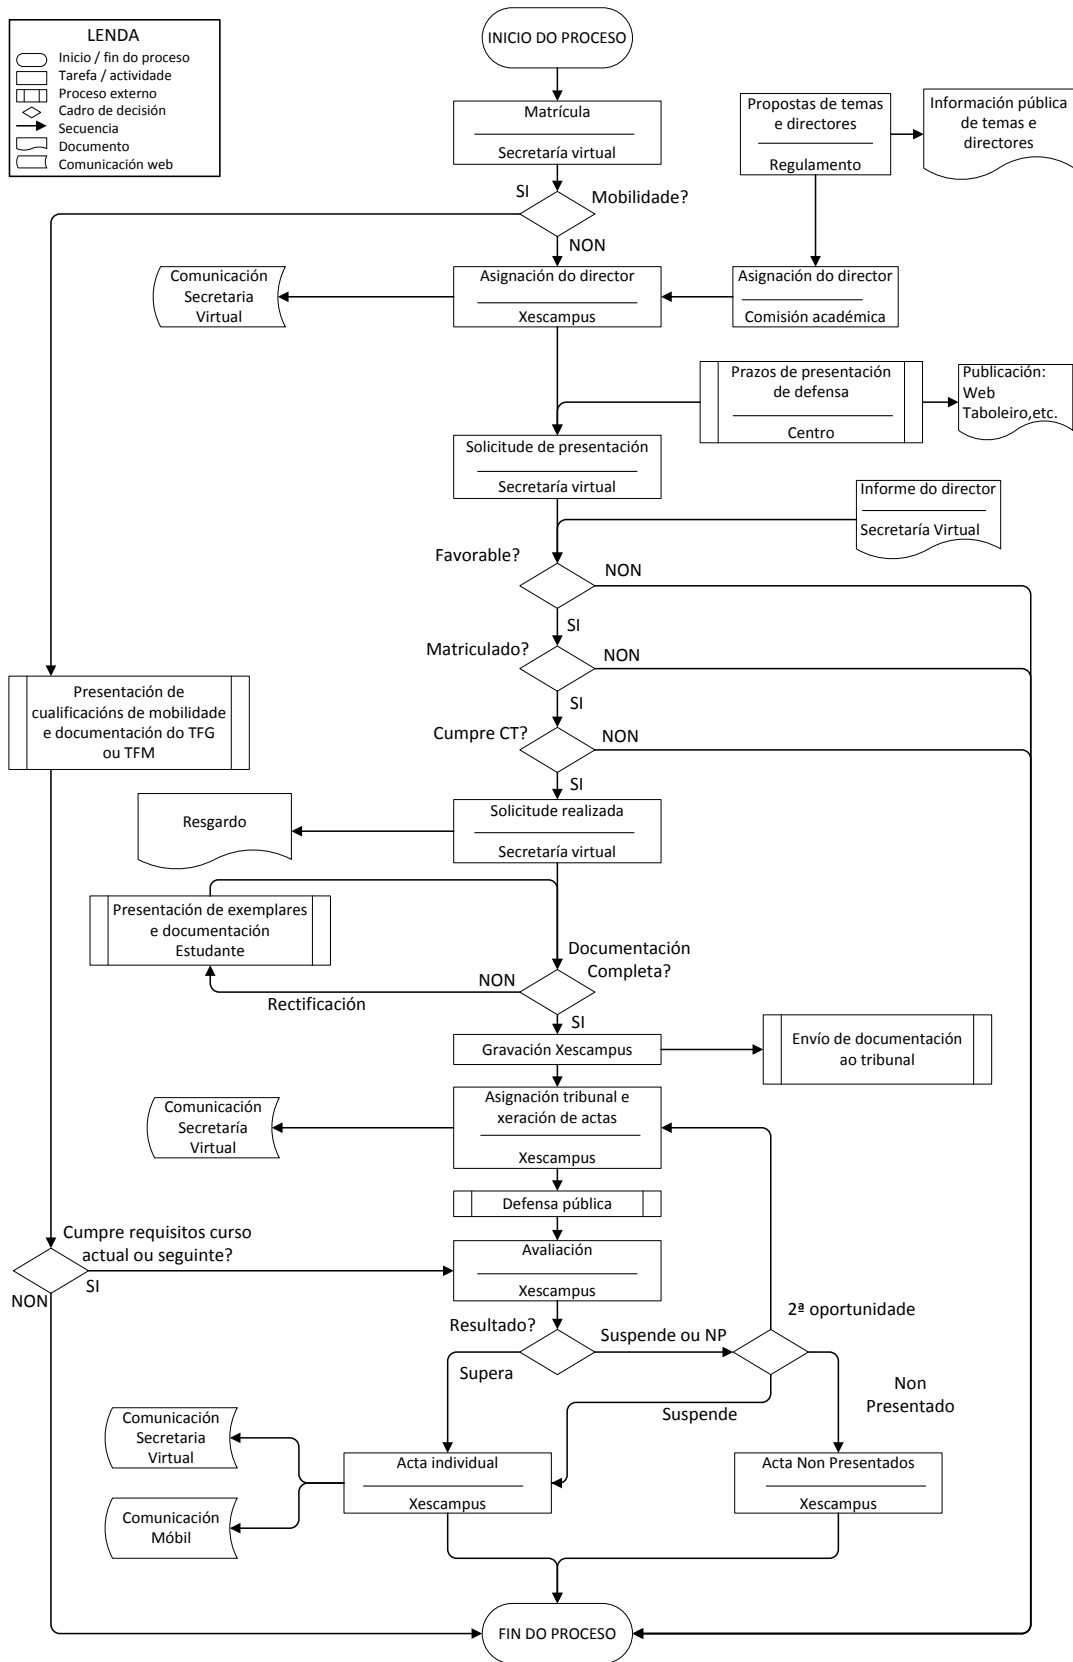 LENDA
Inicio / fin do proceso
Tarefa / actividade
Proceso externo
Cadro de decisión
Secuencia
Documento
Comunicación web
INICIO DO PROCESO
Matrícula
Secretaría virtual
Propostas de temas
e directores
Regulamento
Información pública
de temas e
directores
SI
Mobilidade?
NON
Comunicación
Secretaria
Virtual
Asignación do director
Xescampus
Asignación do director
Comisión académica
Prazos de presentación
de defensa
Centro
Publicación:
Web
Taboleiro,etc.
Solicitude de presentación
Secretaría virtual
Informe do director
Secretaría Virtual
Favorable?
NON
SI
Matriculado?
NON
SI
Presentación de
cualificacións de mobilidade
e documentación do TFG
ou TFM
Cumpre CT?
NON
SI
Resgardo
Solicitude realizada
Secretaría virtual
Presentación de exemplares
e documentación
Estudante
Documentación
Completa?
NON
Rectificación
SI
Gravación Xescampus
Envío de documentación
ao tribunal
Comunicación
Secretaría
Virtual
Asignación tribunal e
xeración de actas
Xescampus
Defensa pública
Cumpre requisitos curso
actual ou seguinte?
NON
SI
Avaliación
Xescampus
2ª oportunidade
Resultado?
Suspende ou NP
Supera
Suspende
Non
Presentado
Comunicación
Secretaria
Virtual
Comunicación
Móbil
Acta individual
Xescampus
Acta Non Presentados
Xescampus
FIN DO PROCESO